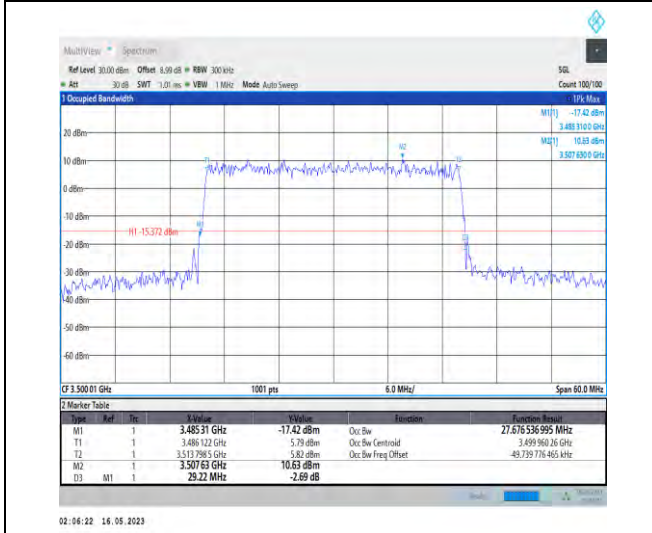 MultiView Spectrum
Ref Level 30.00 dBm Offset 8.99 dB RBW 300 kHz SGL
Att 30 dB SWT 1.01 ms VBW 1 MHz Mode Auto Sweep Count 100/100
1 Occupied Bandwidth 1Pk Max
M1[1] -17.42 dBm
3.485 310 0 GHz
20 dBm M2[1] 10.63 dBm
3.507 630 0 GHz
M2
10 dBm T1
0 dBm
-10 dBm
M1
H1 -15.372 dBm
-20 dBm
-30 dBm
-40 dBm
-50 dBm
-60 dBm
CF 3.500 01 GHz 1001 pts 6.0 MHz/ Span 60.0 MHz
2 Marker Table
Type Ref Trc X-Value Y-Value Function Function Result
M1 1 3.485 31 GHz -17.42 dBm Occ Bw 27.676 536 995 MHz
T1 1 3.486 122 GHz 5.79 dBm Occ Bw Centroid 3.499 960 26 GHz
T2 1 3.513 798 5 GHz 5.82 dBm Occ Bw Freq Offset -49.739 776 465 kHz
M2 1 3.507 63 GHz 10.63 dBm
D3 M1 1 29.22 MHz -2.69 dB
02:06:22 16.05.2023